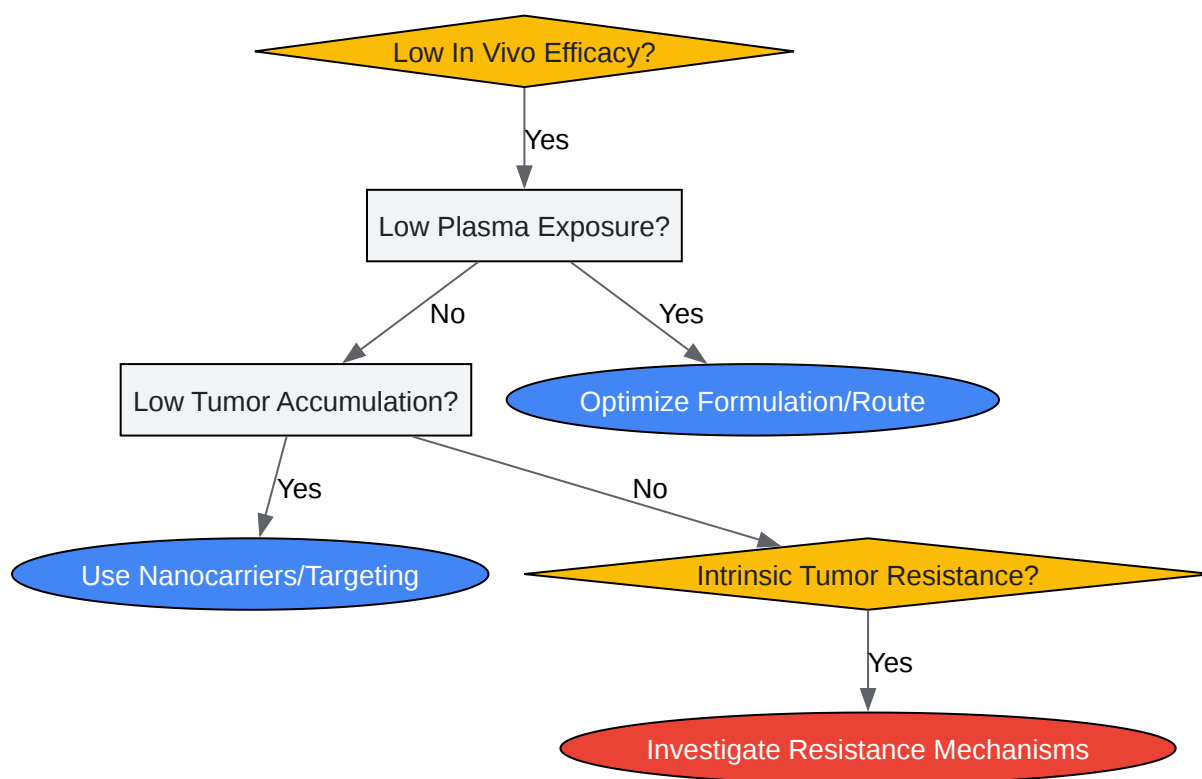 Low In Vivo Efficacy?
Yes
Low Plasma Exposure?
No
Yes
Low Tumor Accumulation?
Optimize Formulation/Route
Yes
No
Use Nanocarriers/Targeting
Intrinsic Tumor Resistance?
Yes
Investigate Resistance Mechanisms